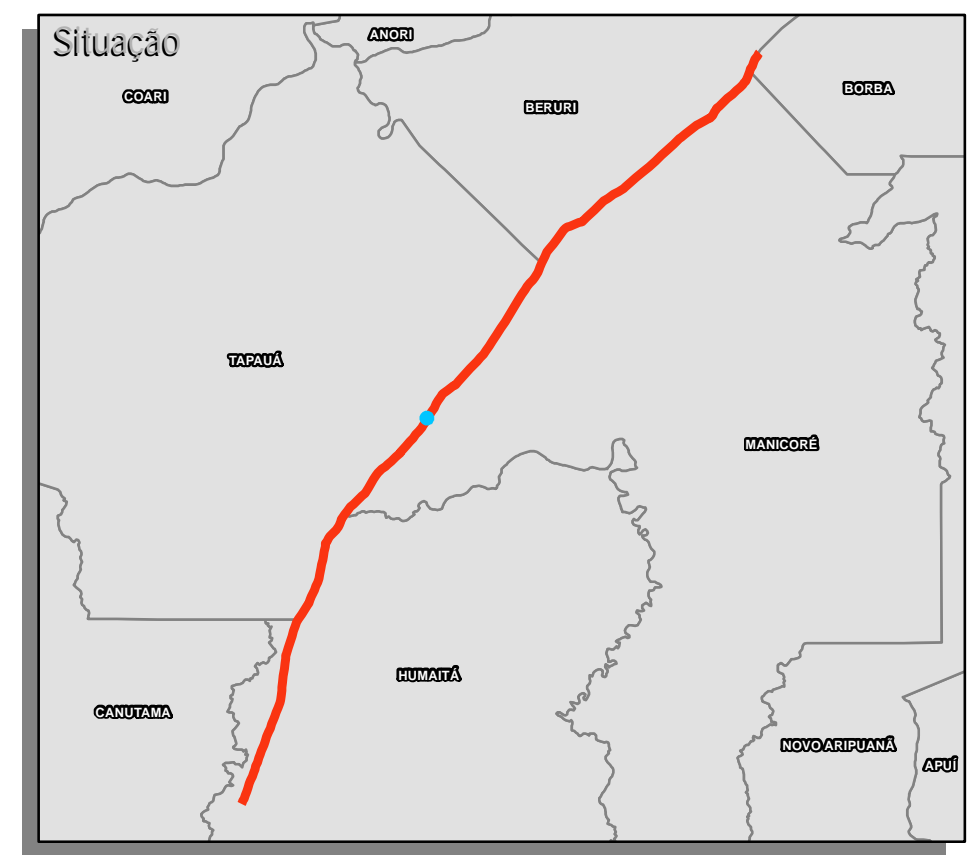 Situação
ANORI
COARI
BORBA
BERURI
TAPAUÁ
MANICORÉ
HUMAITÁ
CANUTAMA
NOVO ARIPUANÃ
APUÍ